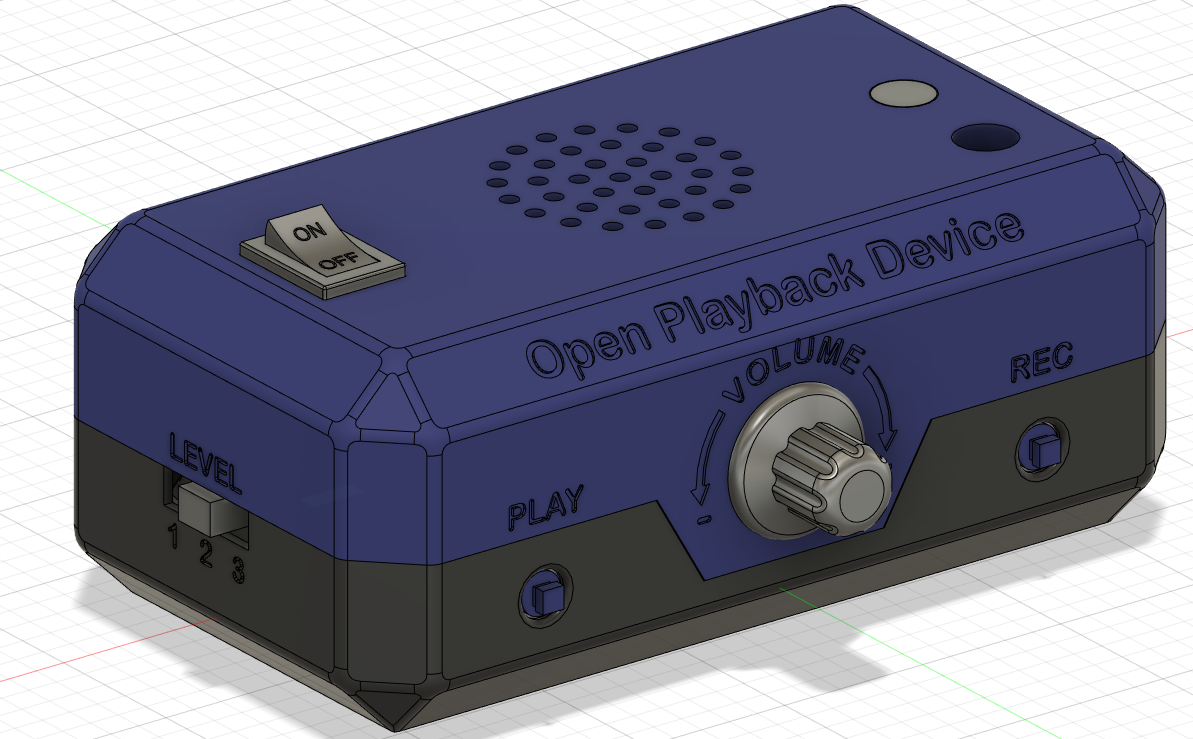 ON
OFF
Open Playback Device
VOLUME
-
REC
LEVEL
1 2 3
PLAY